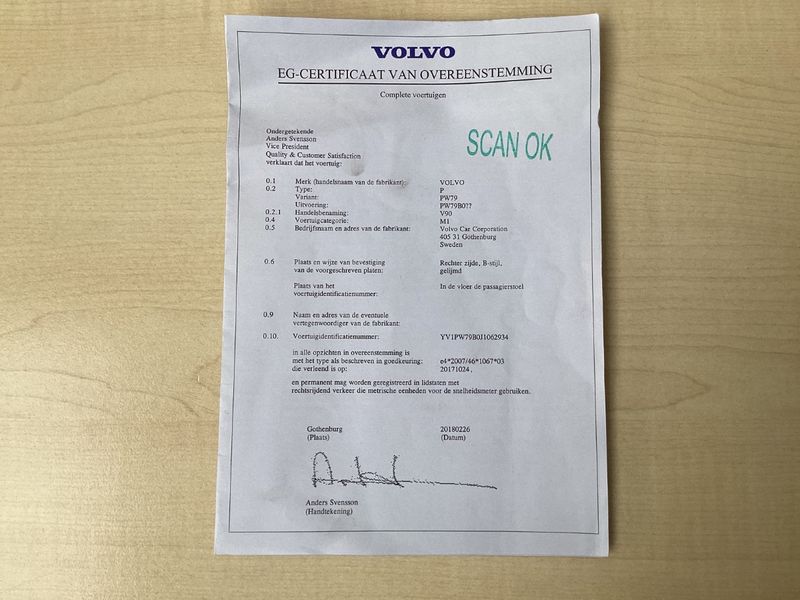 VOLVO
EG-CERTIFICAAT VAN OVEREENSTEMMING
Complete voertuigen
SCAN OK
Ondergetekende
Anders Svensson
Vice President
Quality & Customer Satisfaction
verklaart dat het voertuig:
0.1 Merk (handelsnaam van de fabrikant): VOLVO
0.2 Type: P
Variant: PW79
Uitvoering: PW79B0??
0.2.1 Handelsbenaming: V90
0.4 Voertuigcategorie: M1
0.5 Bedrijfsnaam en adres van de fabrikant: Volvo Car Corporation
405 31 Gothenburg
Sweden
0.6 Plaats en wijze van bevestiging Rechter zijde, B-stijl,
van de voorgeschreven platen: gelijmd
Plaats van het In de vloer de passagierstoel
voertuigidentificatienummer:
0.9 Naam en adres van de eventuele
vertegenwoordiger van de fabrikant:
0.10. Voertuigidentificatienummer: YV1PW79B0J1062934
in alle opzichten in overeenstemming is
met het type als beschreven in goedkeuring: e4*2007/46*1067*03
die verleend is op: 20171024,
en permanent mag worden geregistreerd in lidstaten met
rechtsrijdend verkeer die metrische eenheden voor de snelheidsmeter gebruiken.
Gothenburg 20180226
(Plaats) (Datum)
Anders Svensson
(Handtekening)